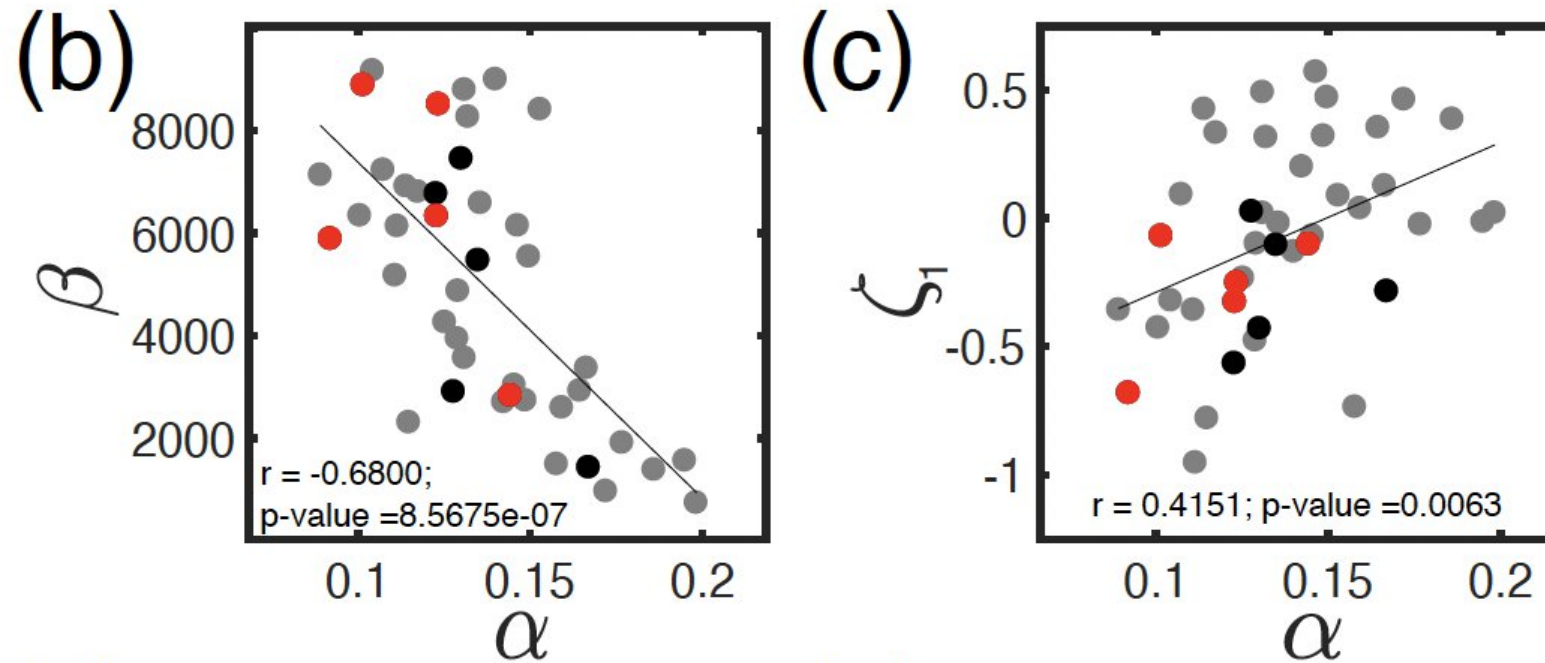 (b)
8000
6000
4000
2000
β
r = -0.6800;
p-value =8.5675e-07
0.1 0.15 0.2
α
(c)
0.5
0
-0.5
-1
ζ1
r = 0.4151; p-value =0.0063
0.1 0.15 0.2
α